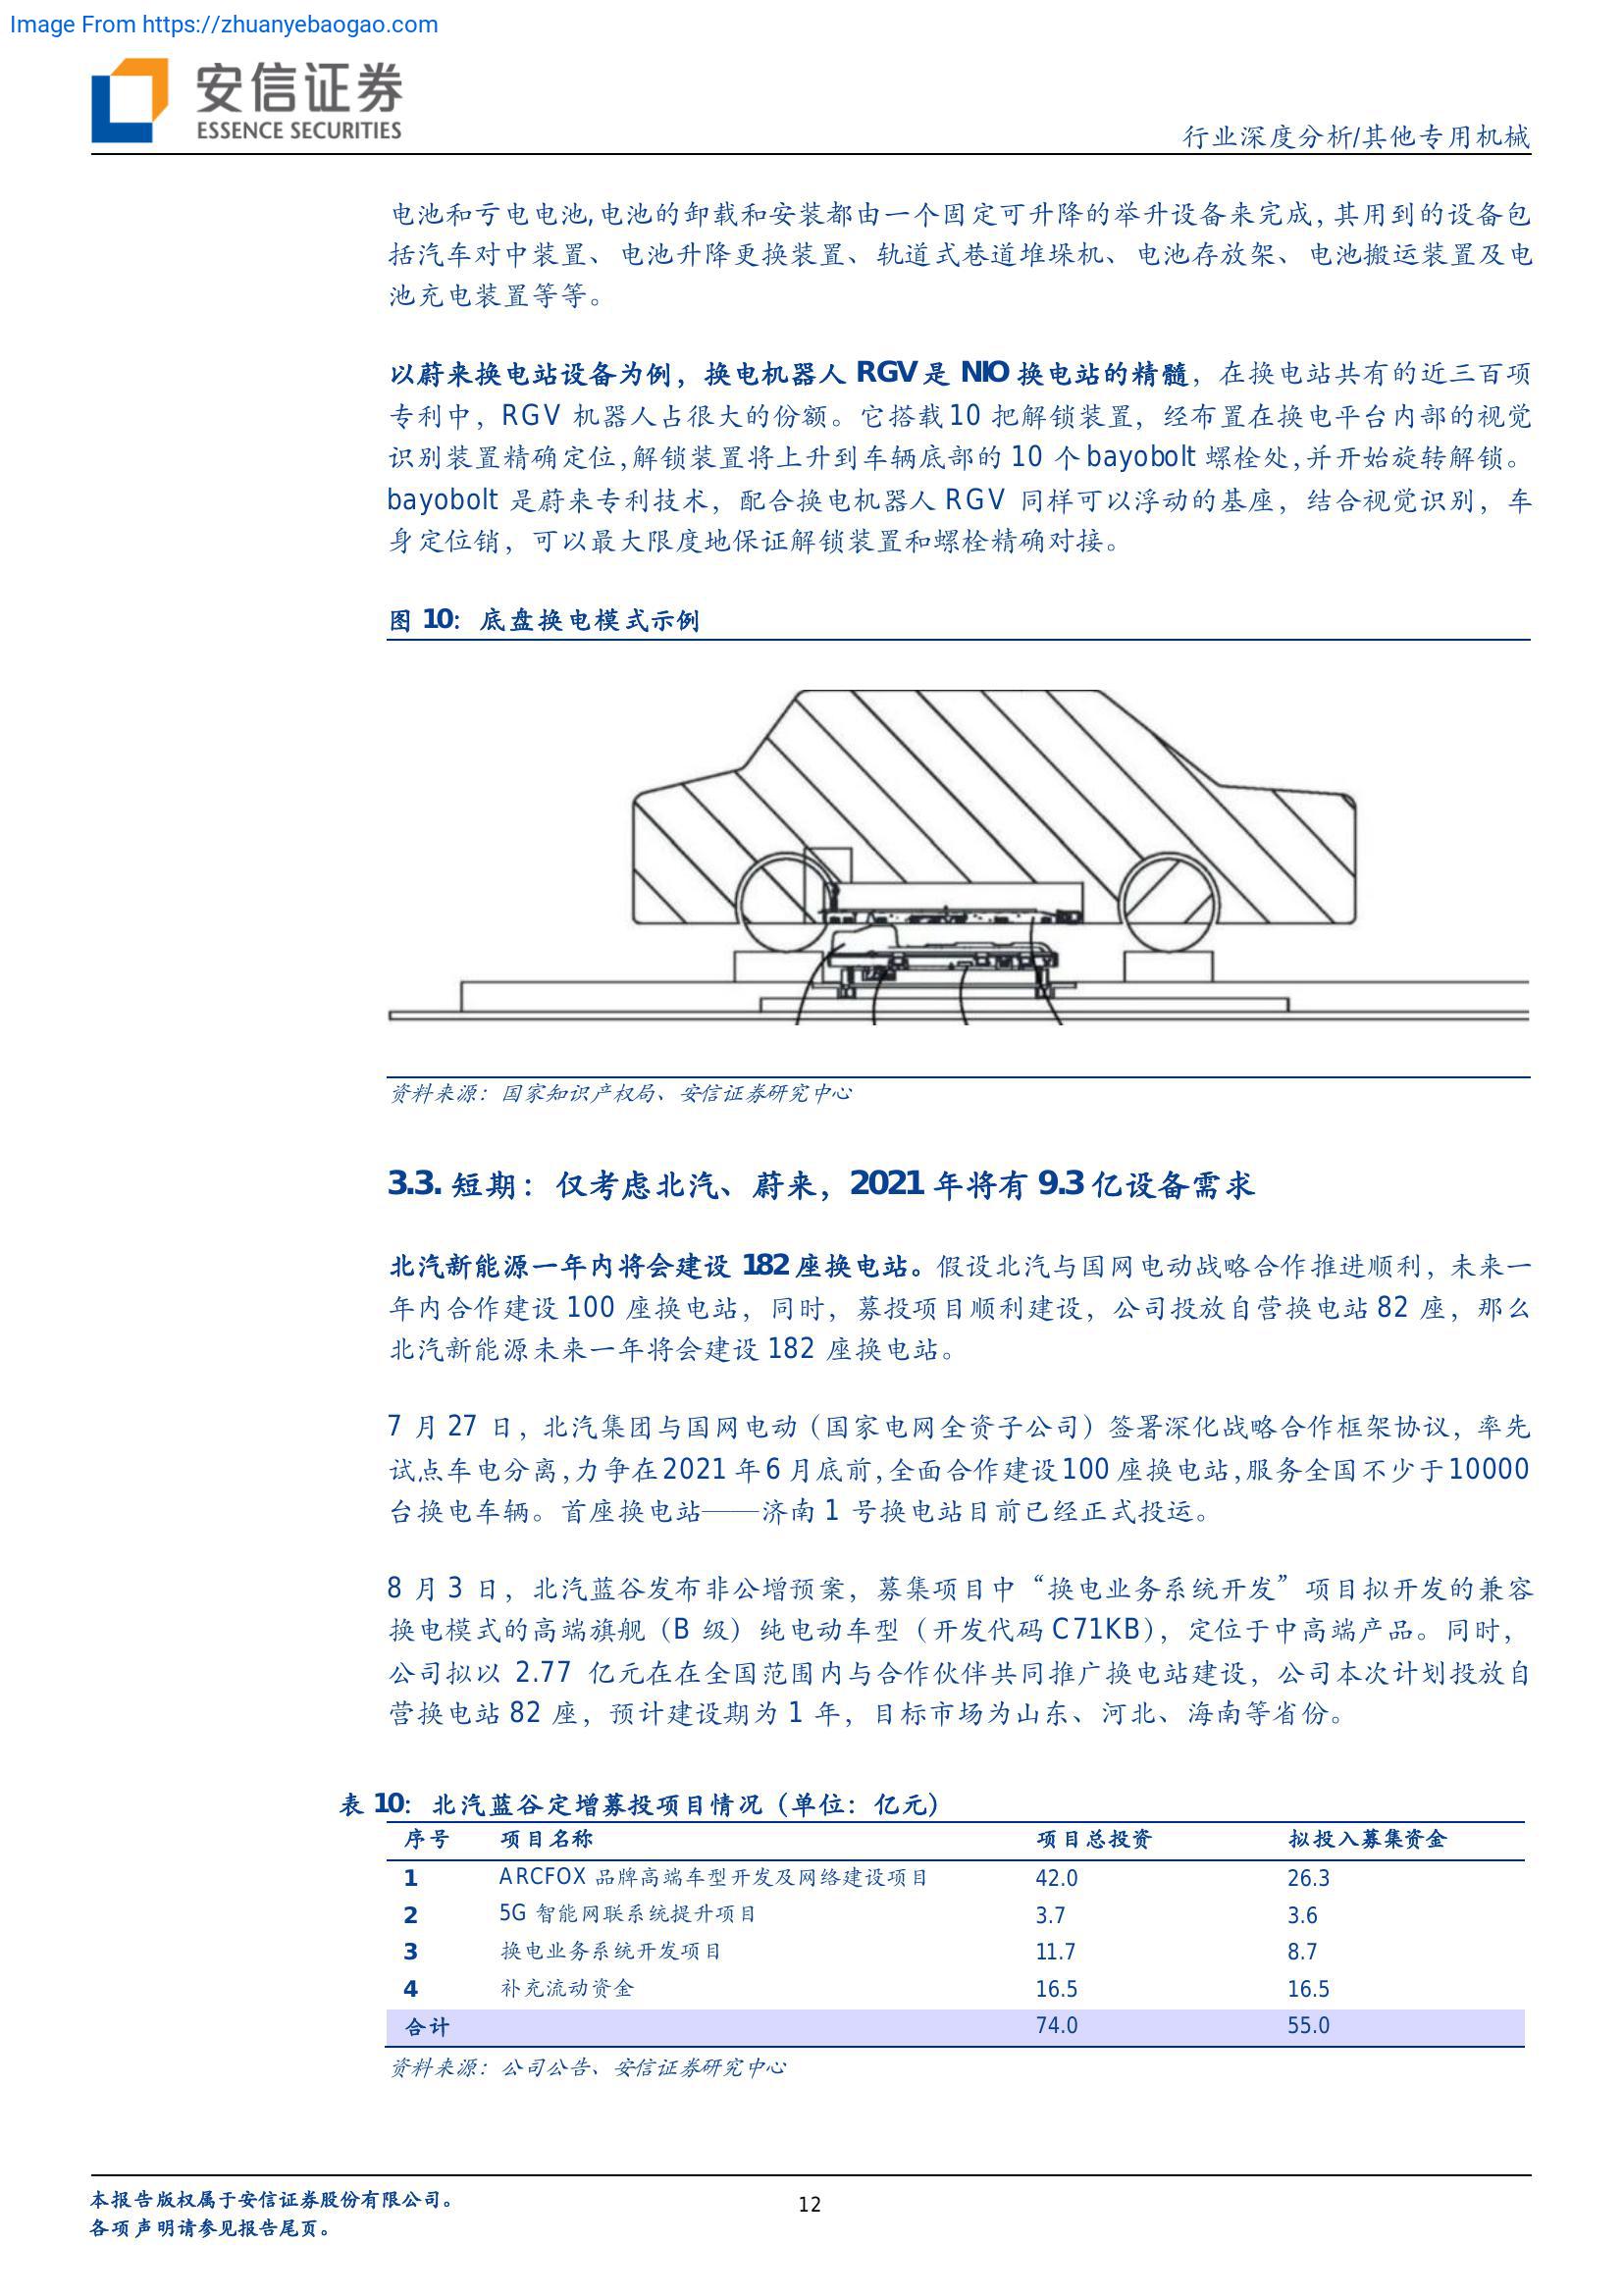 Image From https://zhuanyebaogao.com
安信证券
ESSENCE SECURITIES
行业深度分析/其他专用机械
电池和亏电电池,电池的卸载和安装都由一个固定可升降的举升设备来完成,其用到的设备包
括汽车对中装置、电池升降更换装置、轨道式巷道堆垛机、电池存放架、电池搬运装置及电
池充电装置等等。
以蔚来换电站设备为例，换电机器人 RGV 是 NIO 换电站的精髓，在换电站共有的近三百项
专利中，RGV 机器人占很大的份额。它搭载 10 把解锁装置，经布置在换电平台内部的视觉
识别装置精确定位,解锁装置将上升到车辆底部的 10 个 bayobolt 螺栓处,并开始旋转解锁。
bayobolt 是蔚来专利技术，配合换电机器人 RGV 同样可以浮动的基座，结合视觉识别，车
身定位销，可以最大限度地保证解锁装置和螺栓精确对接。
图 10：底盘换电模式示例
资料来源：国家知识产权局、安信证券研究中心
3.3. 短期：仅考虑北汽、蔚来，2021 年将有 9.3 亿设备需求
北汽新能源一年内将会建设 182 座换电站。假设北汽与国网电动战略合作推进顺利，未来一
年内合作建设 100 座换电站，同时，募投项目顺利建设，公司投放自营换电站 82 座，那么
北汽新能源未来一年将会建设 182 座换电站。
7 月 27 日，北汽集团与国网电动（国家电网全资子公司）签署深化战略合作框架协议，率先
试点车电分离,力争在 2021 年 6 月底前,全面合作建设 100 座换电站,服务全国不少于 10000
台换电车辆。首座换电站——济南 1 号换电站目前已经正式投运。
8 月 3 日，北汽蓝谷发布非公增预案，募集项目中“换电业务系统开发”项目拟开发的兼容
换电模式的高端旗舰（B 级）纯电动车型（开发代码 C71KB），定位于中高端产品。同时，
公司拟以 2.77 亿元在在全国范围内与合作伙伴共同推广换电站建设，公司本次计划投放自
营换电站 82 座，预计建设期为 1 年，目标市场为山东、河北、海南等省份。
表 10：北汽蓝谷定增募投项目情况（单位：亿元）
序号 项目名称 项目总投资 拟投入募集资金
1 ARCFOX 品牌高端车型开发及网络建设项目 42.0 26.3
2 5G 智能网联系统提升项目 3.7 3.6
3 换电业务系统开发项目 11.7 8.7
4 补充流动资金 16.5 16.5
合计 74.0 55.0
资料来源：公司公告、安信证券研究中心
本报告版权属于安信证券股份有限公司。
12
各项声明请参见报告尾页。